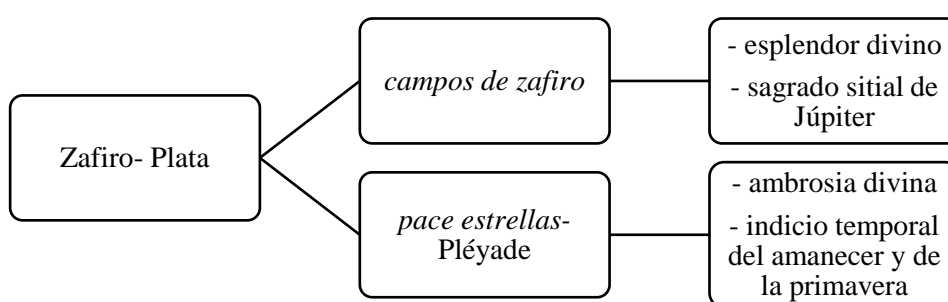 Zafiro- Plata
campos de zafiro
- esplendor divino
- sagrado sitial de
Júpiter
pace estrellas-
Pléyade
- ambrosia divina
- indicio temporal
del amanecer y de
la primavera